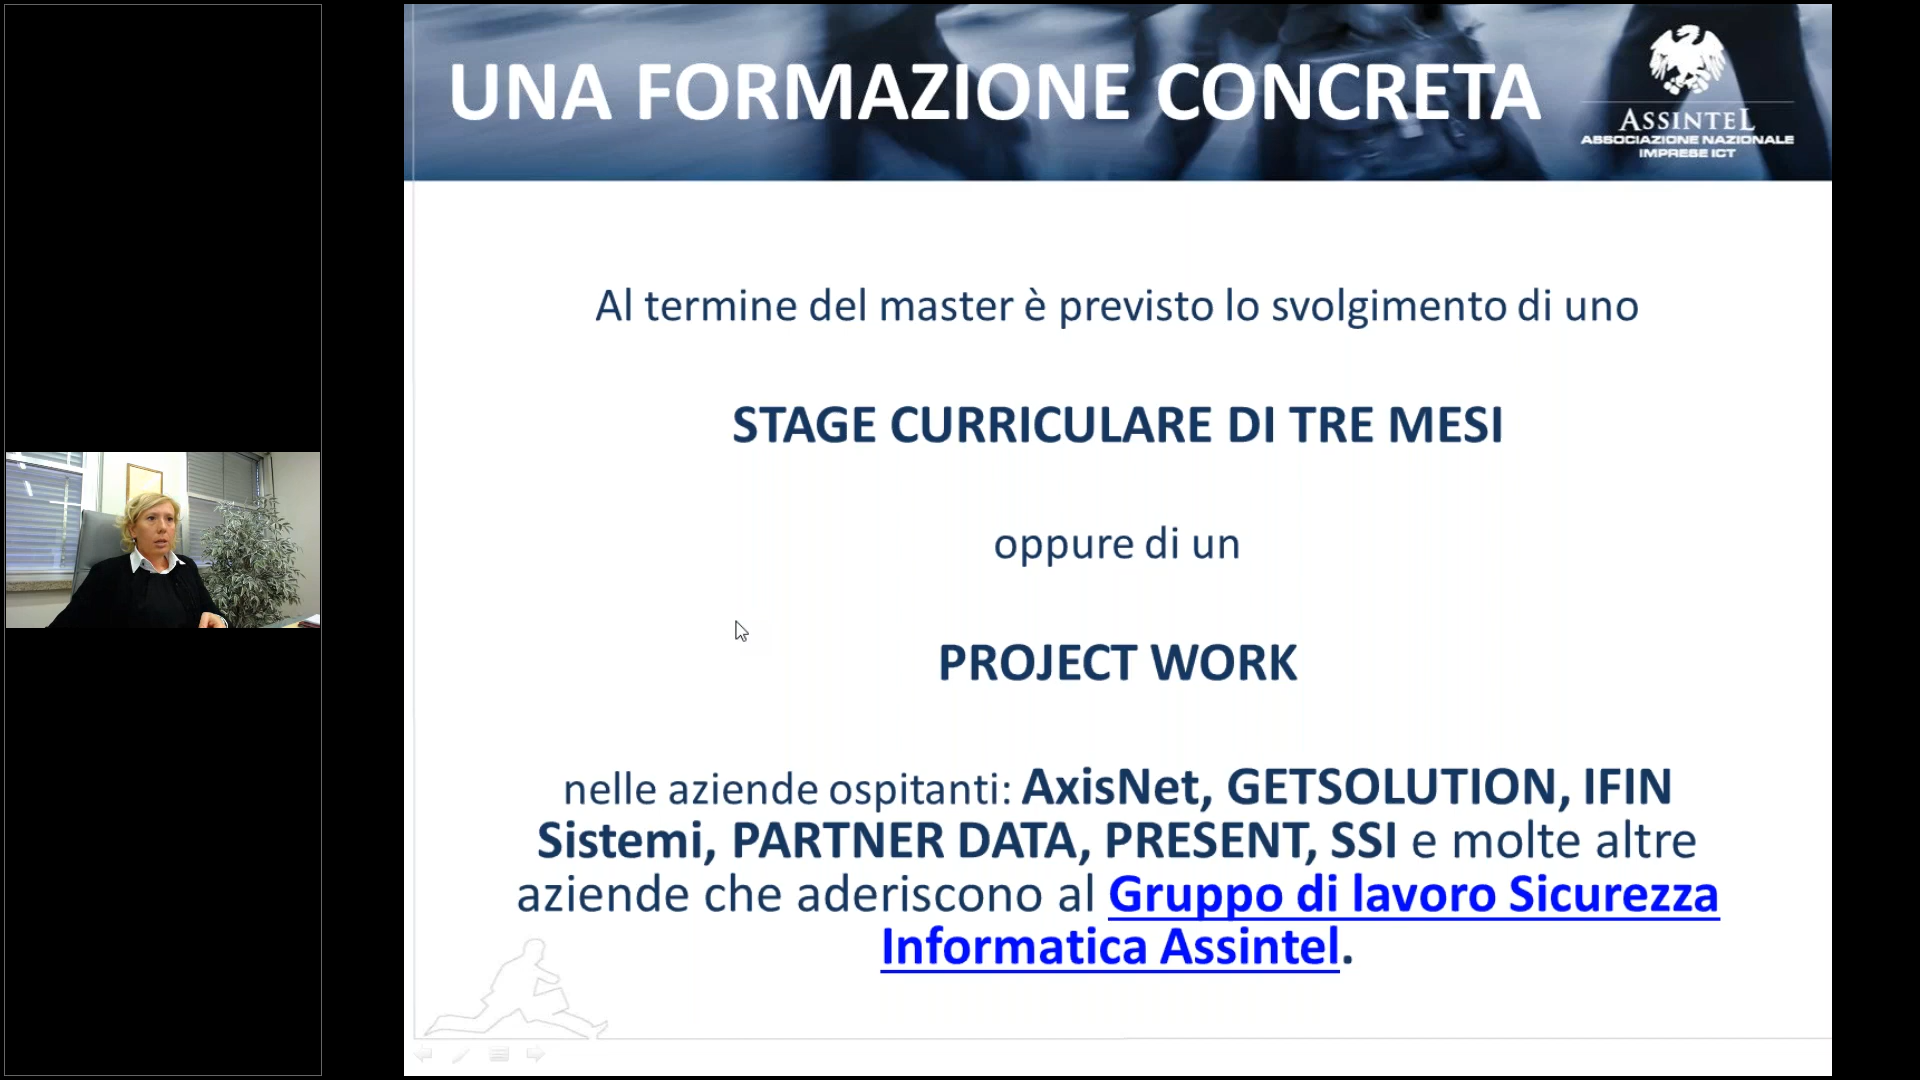 UNA FORMAZIONE CONCRETA
ASSINTEL
ASSOCIAZIONE NAZIONALE
IMPRESE ICT
Al termine del master è previsto lo svolgimento di uno
STAGE CURRICULARE DI TRE MESI
oppure di un
PROJECT WORK
nelle aziende ospitanti: AxisNet, GETSOLUTION, IFIN
Sistemi, PARTNER DATA, PRESENT, SSI e molte altre
aziende che aderiscono al Gruppo di lavoro Sicurezza
Informatica Assintel.